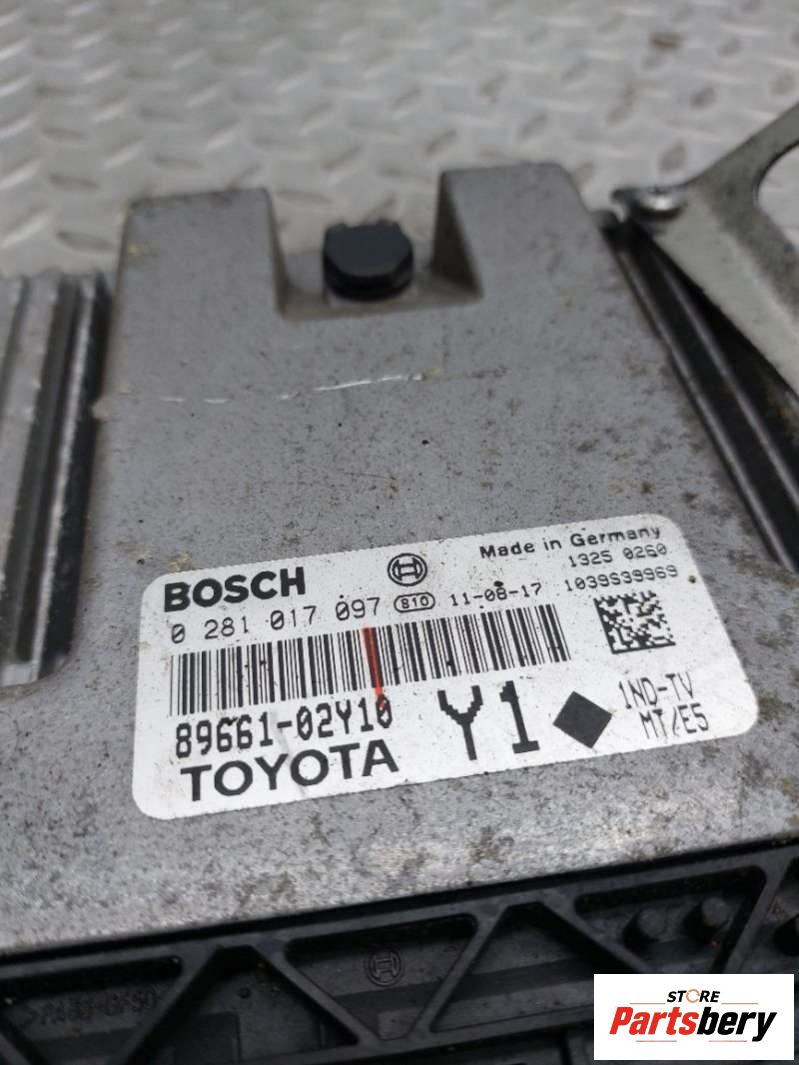 BOSCH
Made in Germany
1325 0260
0 281 017 097 810 11-08-17 1039S39969
89661-02Y10
TOYOTA
Y1
1ND-TV
MT/E5
STORE
Partsbery